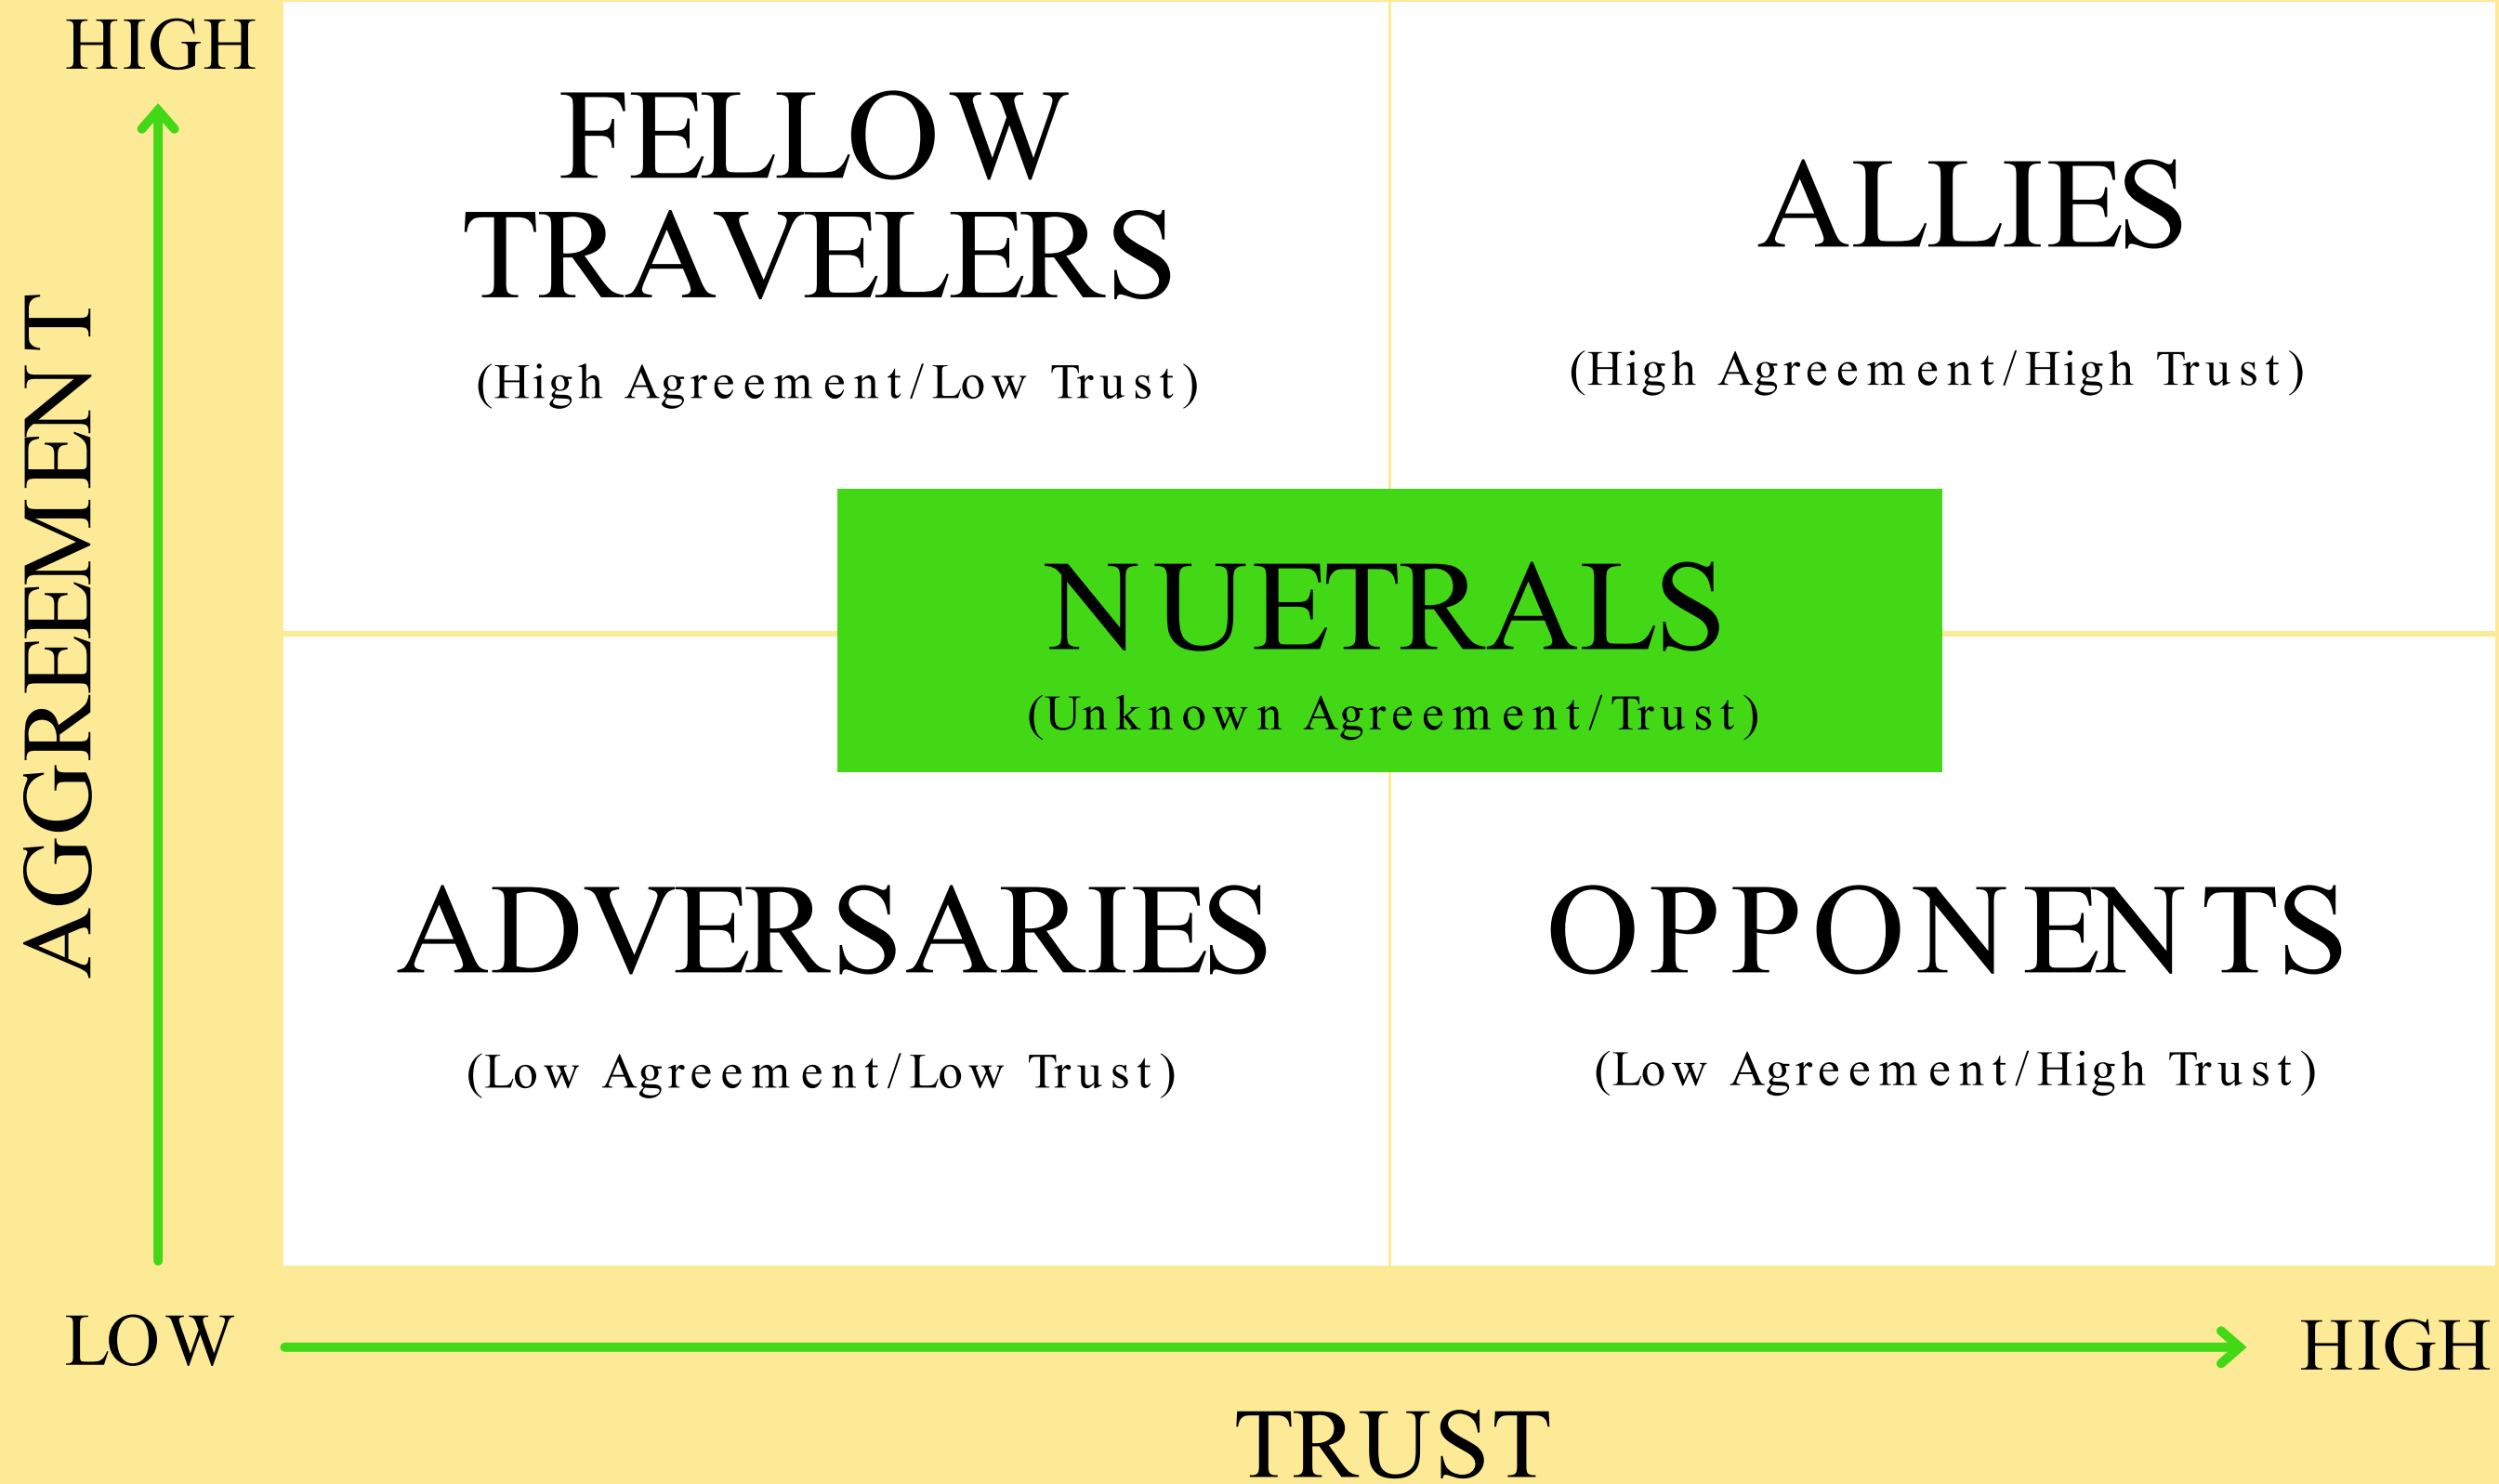 HIGH
FELLOW
TRAVELERS
(High Agreement/Low Trust)
ALLIES
(High Agreement/High Trust)
AGGREEMENT
NUETRALS
(Unknown Agreement/Trust)
ADVERSARIES
(Low Agreement/Low Trust)
OPPONENTS
(Low Agreement/High Trust)
LOW
HIGH
TRUST